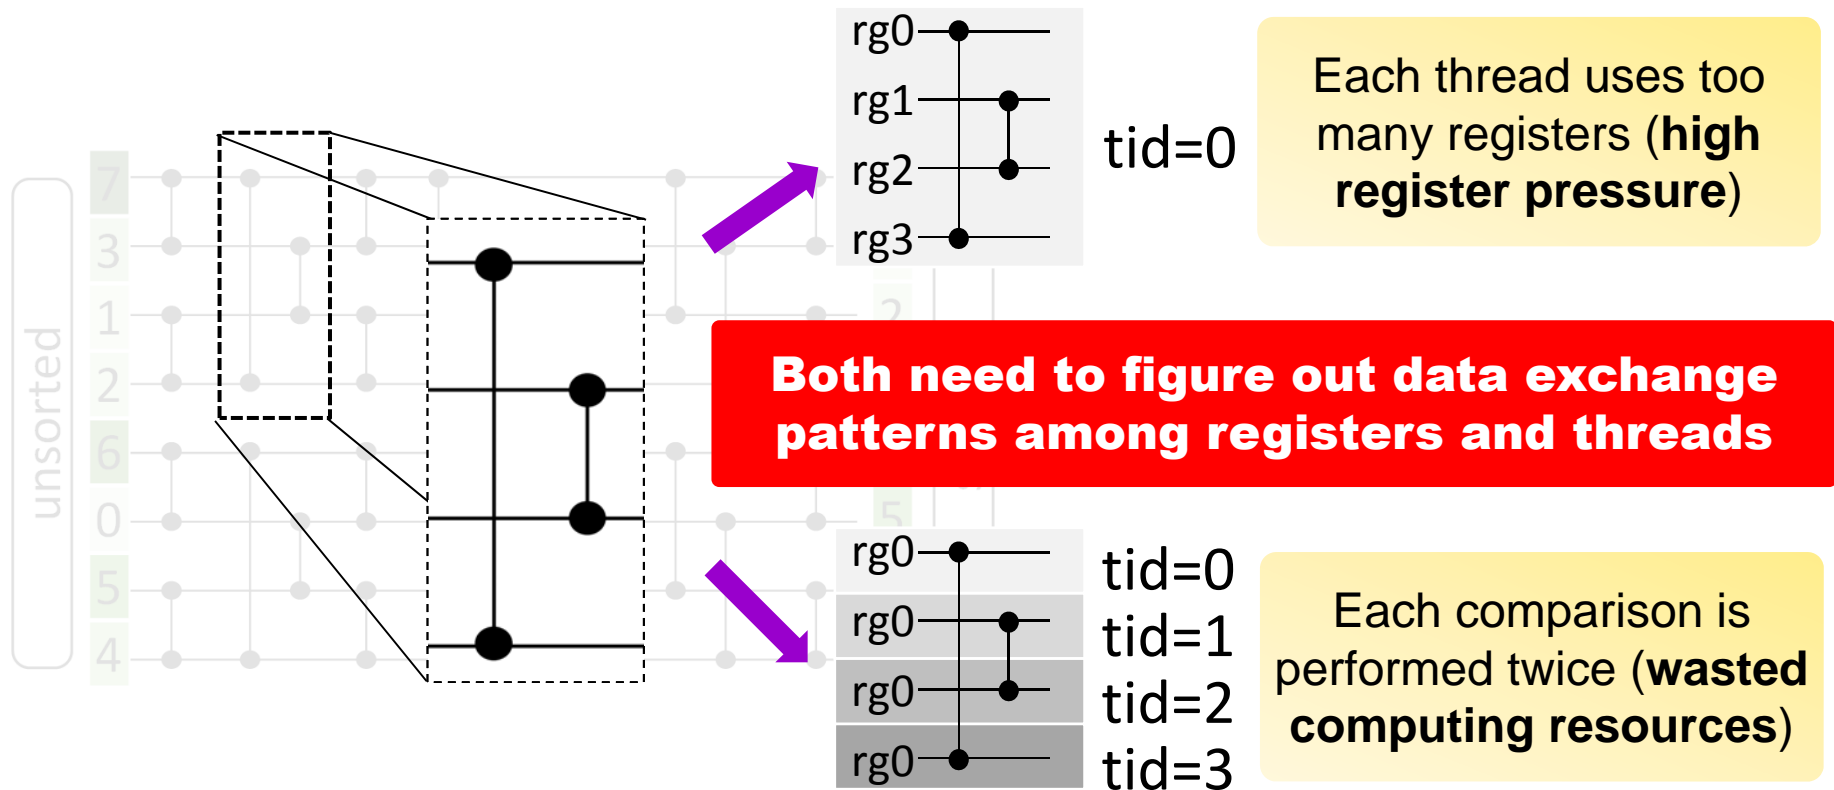 unsorted
7
3
1
2
6
0
5
4
rg0
rg1
rg2
rg3
tid=0
Each thread uses too
many registers (high
register pressure)
2
Both need to figure out data exchange
patterns among registers and threads
5
rg0
rg0
rg0
rg0
tid=0
tid=1
tid=2
tid=3
Each comparison is
performed twice (wasted
computing resources)